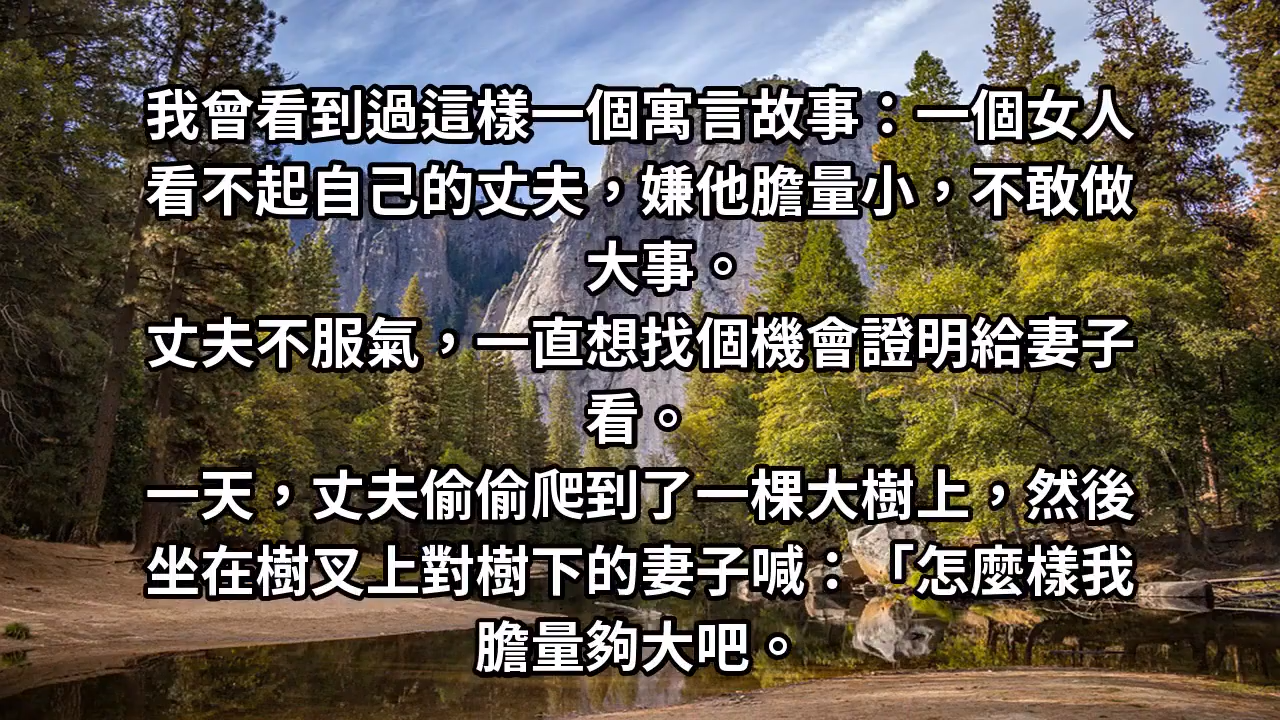 我曾看到過這樣一個寓言故事：一個女人
看不起自己的丈夫，嫌他膽量小，不敢做
大事。
丈夫不服氣，一直想找個機會證明給妻子
看。
一天，丈夫偷偷爬到了一棵大樹上，然後
坐在樹叉上對樹下的妻子喊：「怎麼樣我
膽量夠大吧。